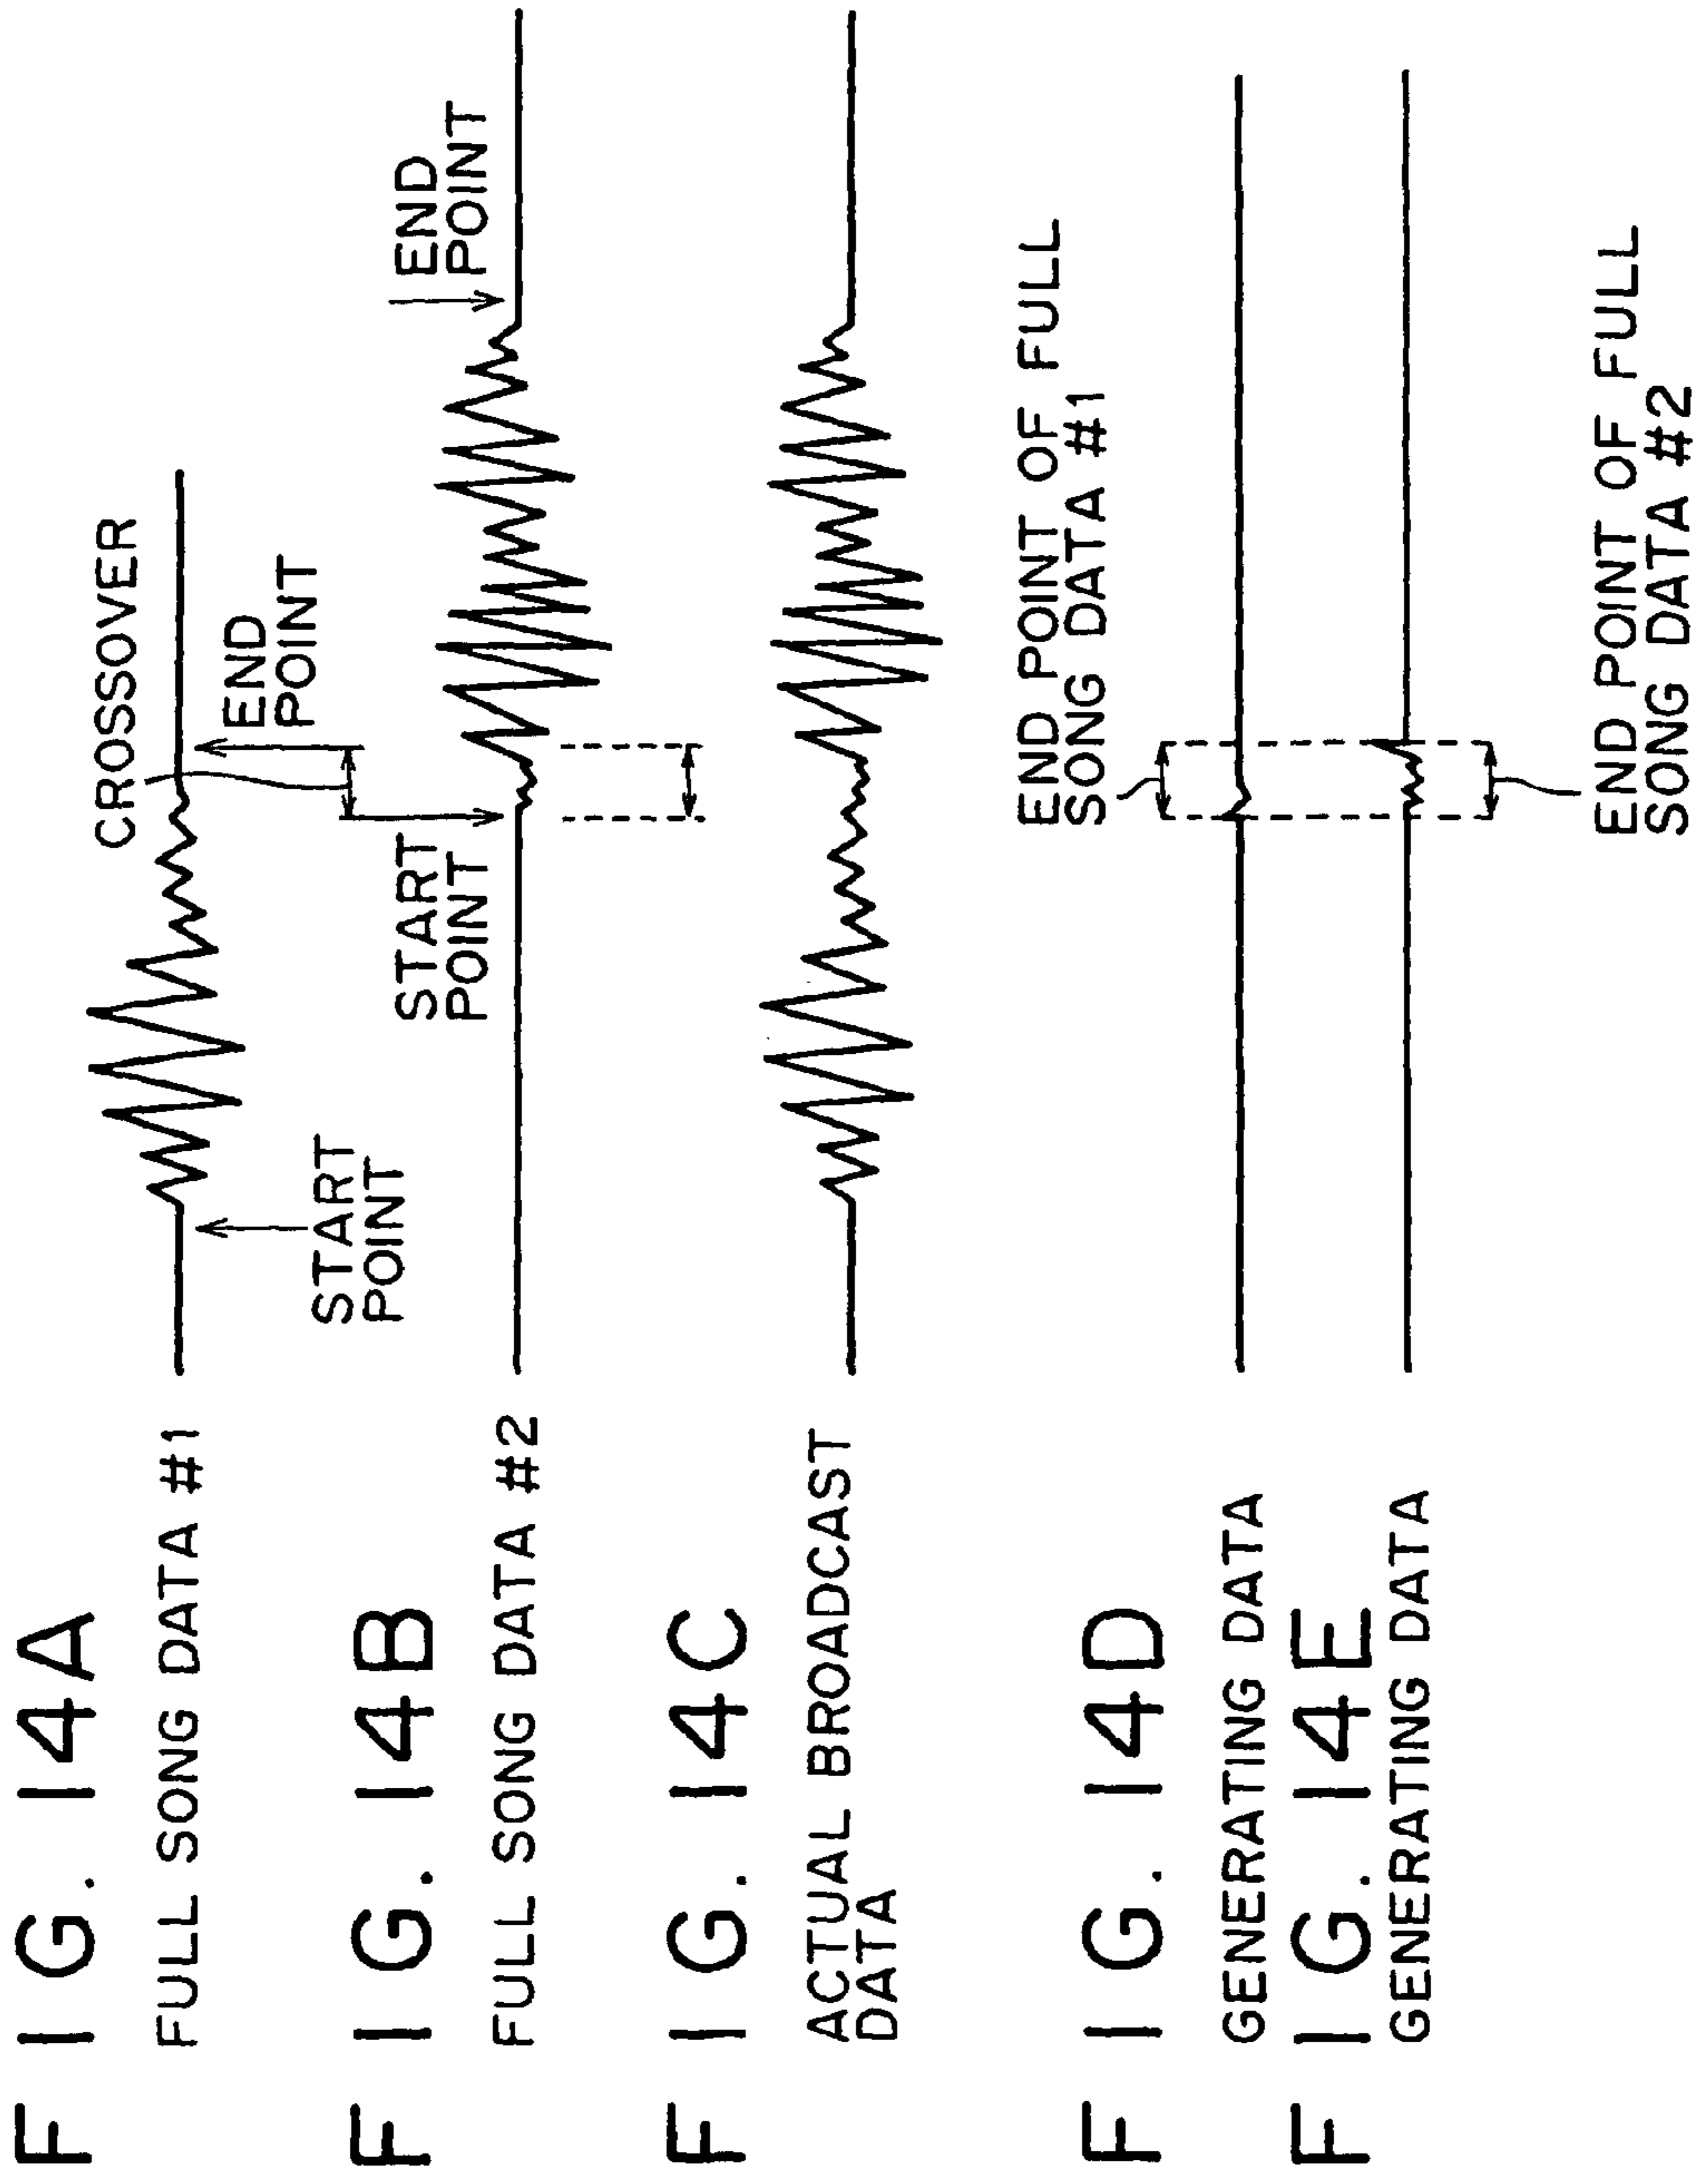 FIG. 14A
FULL SONG DATA #1
CROSSOVER
END
POINT
START
POINT
FIG. 14B
FULL SONG DATA #2
START
POINT
END
POINT
FIG. 14C
ACTUAL BROADCAST
DATA
FIG. 14D
GENERATING DATA
END POINT OF FULL
SONG DATA #1
FIG. 14E
GENERATING DATA
END POINT OF FULL
SONG DATA #2